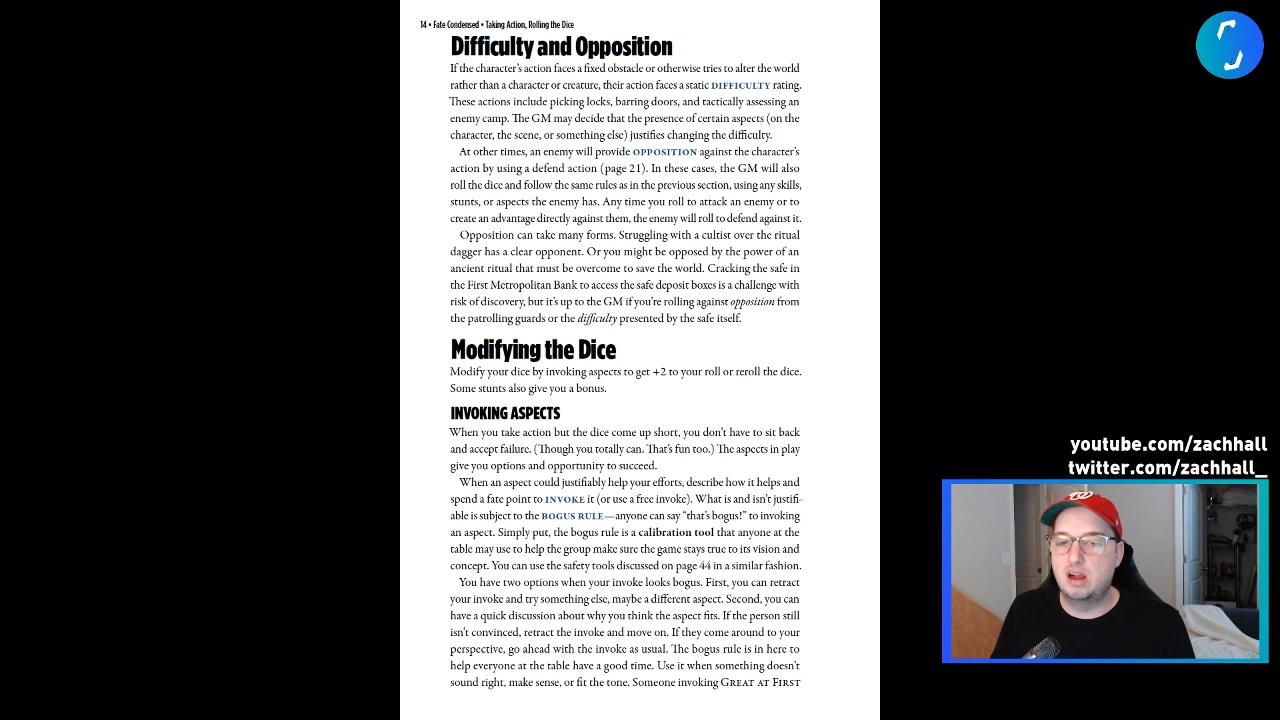 14 • Fate Condensed • Taking Action, Rolling the Dice
Difficulty and Opposition
If the character's action faces a fixed obstacle or otherwise tries to alter the world
rather than a character or creature, their action faces a static DIFFICULTY rating.
These actions include picking locks, barring doors, and tactically assessing an
enemy camp. The GM may decide that the presence of certain aspects (on the
character, the scene, or something else) justifies changing the difficulty.
At other times, an enemy will provide OPPOSITION against the character's
action by using a defend action (page 21). In these cases, the GM will also
roll the dice and follow the same rules as in the previous section, using any skills,
stunts, or aspects the enemy has. Any time you roll to attack an enemy or to
create an advantage directly against them, the enemy will roll to defend against it.
Opposition can take many forms. Struggling with a cultist over the ritual
dagger has a clear opponent. Or you might be opposed by the power of an
ancient ritual that must be overcome to save the world. Cracking the safe in
the First Metropolitan Bank to access the safe deposit boxes is a challenge with
risk of discovery, but it's up to the GM if you're rolling against opposition from
the patrolling guards or the difficulty presented by the safe itself.
Modifying the Dice
Modify your dice by invoking aspects to get +2 to your roll or reroll the dice.
Some stunts also give you a bonus.
INVOKING ASPECTS
When you take action but the dice come up short, you don't have to sit back
and accept failure. (Though you totally can. That's fun too.) The aspects in play
give you options and opportunity to succeed.
When an aspect could justifiably help your efforts, describe how it helps and
spend a fate point to INVOKE it (or use a free invoke). What is and isn't justifi-
able is subject to the BOGUS RULE—anyone can say "that's bogus!" to invoking
an aspect. Simply put, the bogus rule is a calibration tool that anyone at the
table may use to help the group make sure the game stays true to its vision and
concept. You can use the safety tools discussed on page 44 in a similar fashion.
You have two options when your invoke looks bogus. First, you can retract
your invoke and try something else, maybe a different aspect. Second, you can
have a quick discussion about why you think the aspect fits. If the person still
isn't convinced, retract the invoke and move on. If they come around to your
perspective, go ahead with the invoke as usual. The bogus rule is in here to
help everyone at the table have a good time. Use it when something doesn't
sound right, make sense, or fit the tone. Someone invoking GREAT AT FIRST
youtube.com/zachhall
twitter.com/zachhall_
W